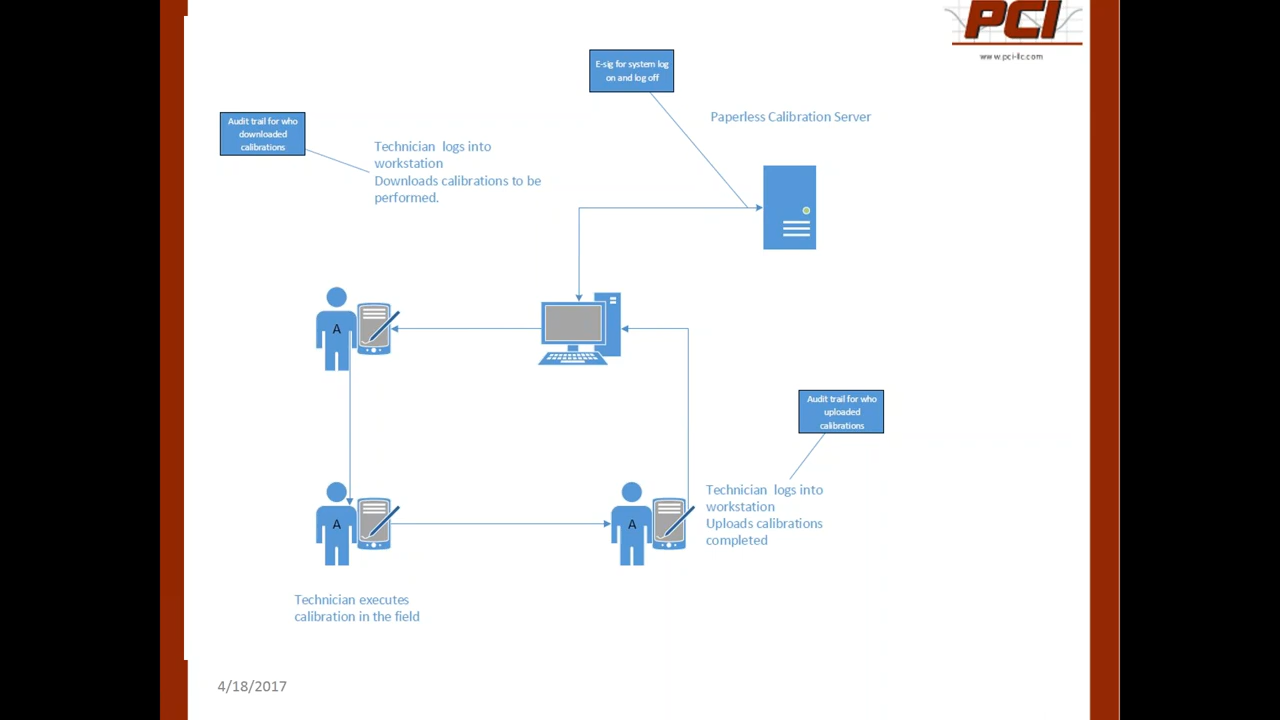 PCI
www.pci-llc.com
E-sig for system log
on and log off
Paperless Calibration Server
Audit trail for who
downloaded
calibrations
Technician logs into
workstation
Downloads calibrations to be
performed.
A
Audit trail for who
uploaded
calibrations
A
A
Technician logs into
workstation
Uploads calibrations
completed
Technician executes
calibration in the field
4/18/2017